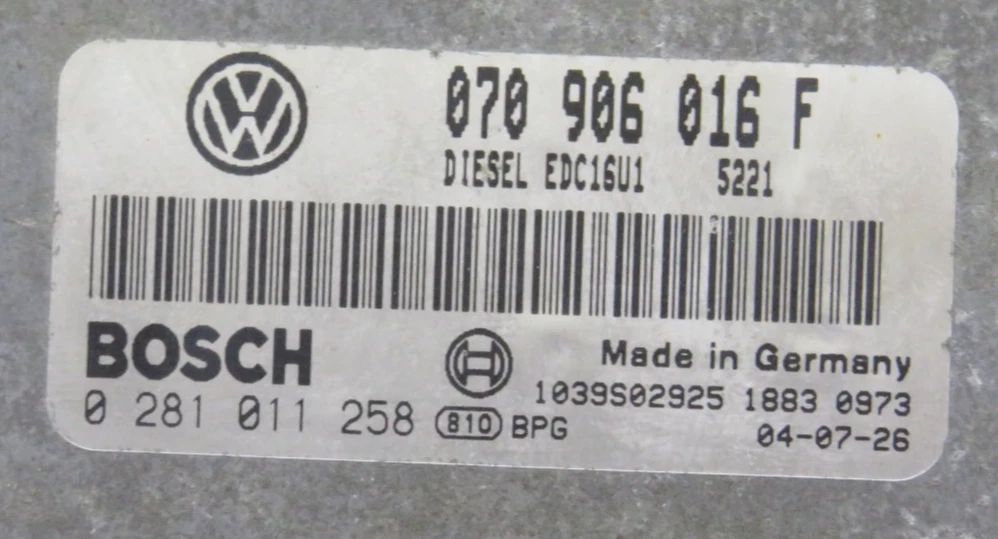 070 906 016 F
DIESEL EDC16U1 5221
BOSCH
Made in Germany
1039S02925 1883 0973
0 281 011 258 810 BPG
04-07-26